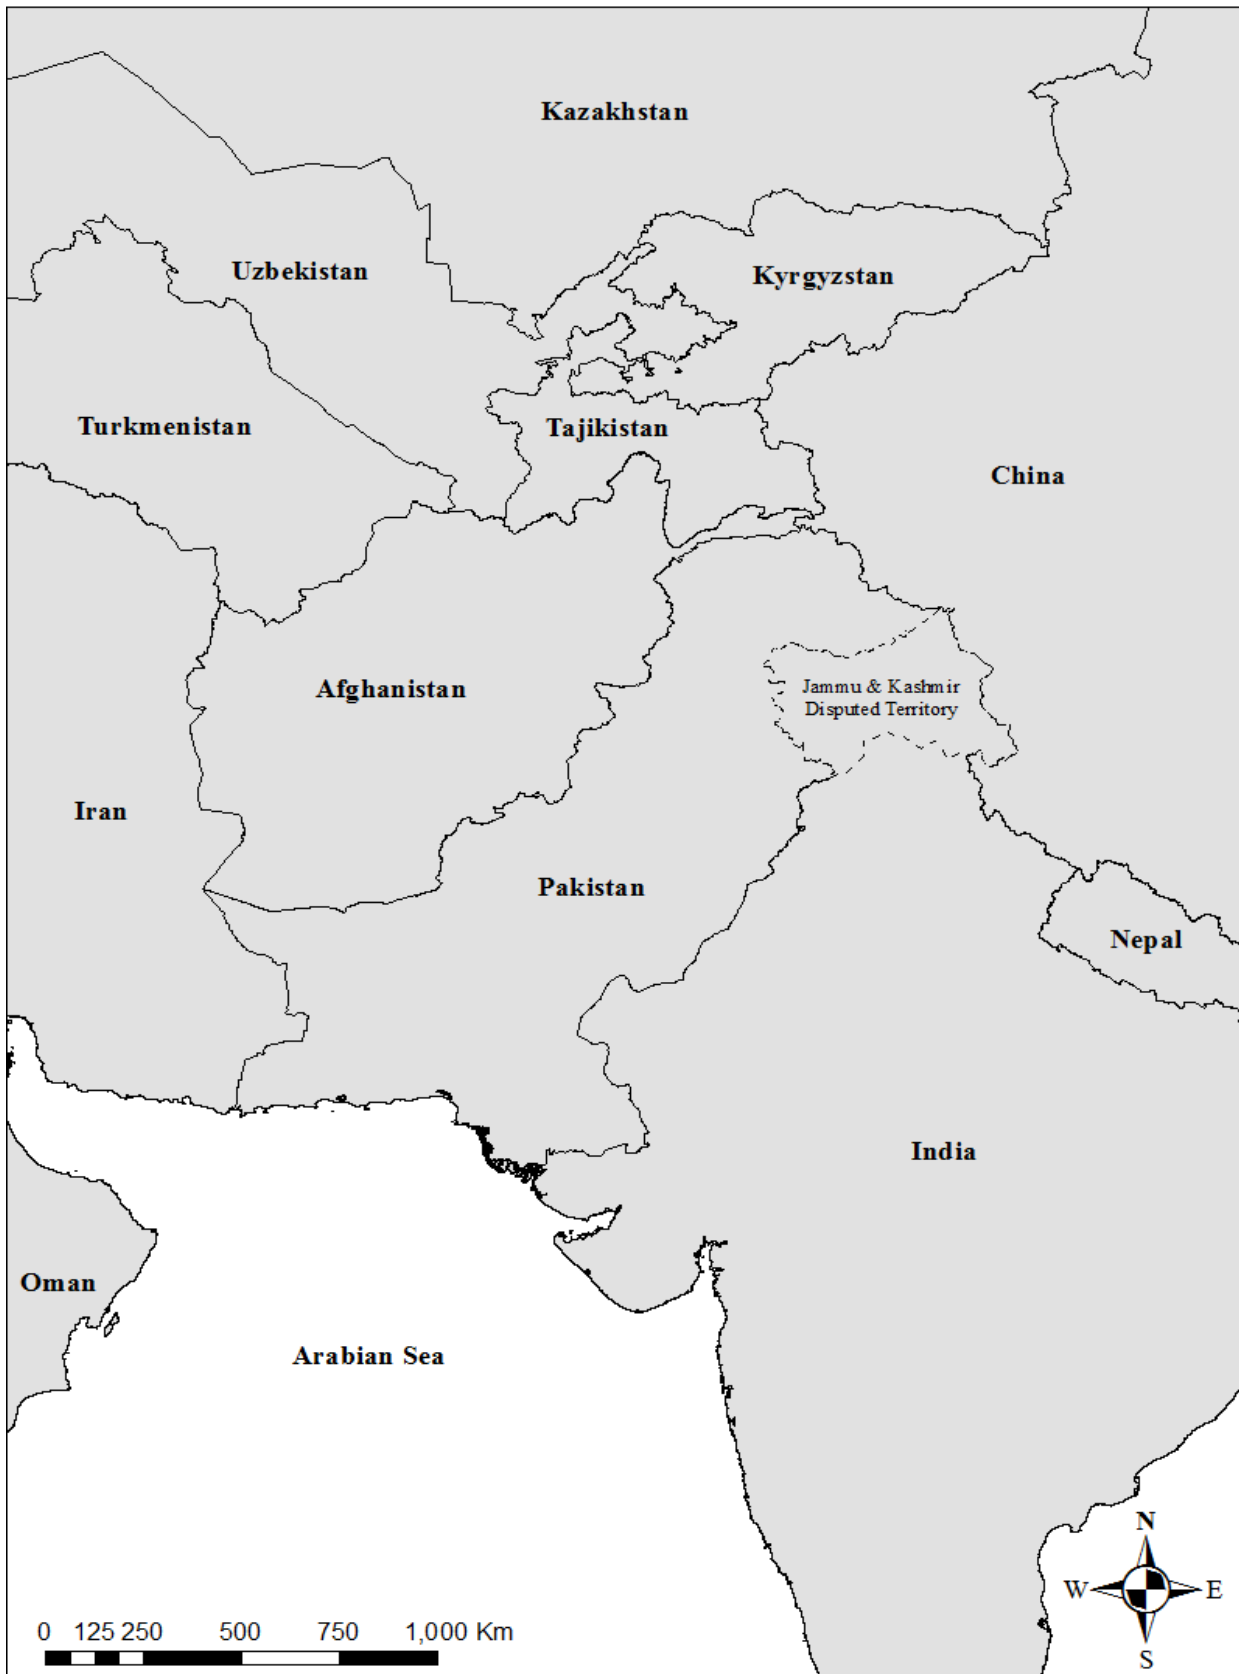 Kazakhstan
Uzbekistan
Kyrgyzstan
Turkmenistan
Tajikistan
China
Afghanistan
Jammu & Kashmir
Disputed Territory
Iran
Pakistan
Nepal
India
Oman
Arabian Sea
N
W E
S
0 125 250 500 750 1,000 Km